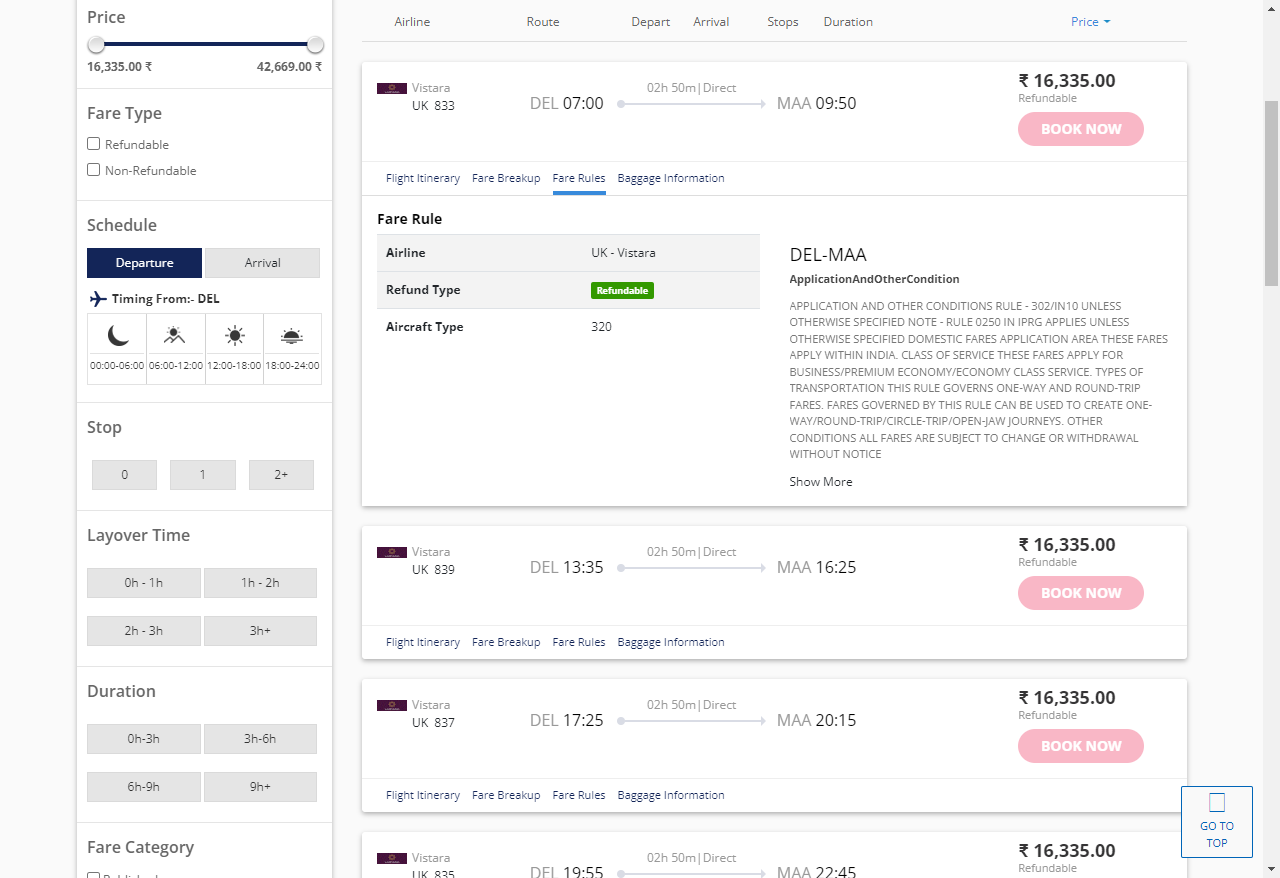 Price
16,335.00 ₹ 42,669.00 ₹
Fare Type
Refundable
Non-Refundable
Schedule
Departure Arrival
Timing From:- DEL
00:00-06:00 06:00-12:00 12:00-18:00 18:00-24:00
Stop
0 1 2+
Layover Time
0h - 1h 1h - 2h
2h - 3h 3h+
Duration
0h-3h 3h-6h
6h-9h 9h+
Fare Category
Airline Route Depart Arrival Stops Duration Price
Vistara 02h 50m|Direct ₹ 16,335.00
UK 833 DEL 07:00 MAA 09:50 Refundable
BOOK NOW
Flight Itinerary Fare Breakup Fare Rules Baggage Information
Fare Rule
Airline UK - Vistara
Refund Type Refundable
Aircraft Type 320
DEL-MAA
ApplicationAndOtherCondition
APPLICATION AND OTHER CONDITIONS RULE - 302/IN10 UNLESS
OTHERWISE SPECIFIED NOTE - RULE 0250 IN IPRG APPLIES UNLESS
OTHERWISE SPECIFIED DOMESTIC FARES APPLICATION AREA THESE FARES
APPLY WITHIN INDIA. CLASS OF SERVICE THESE FARES APPLY FOR
BUSINESS/PREMIUM ECONOMY/ECONOMY CLASS SERVICE. TYPES OF
TRANSPORTATION THIS RULE GOVERNS ONE-WAY AND ROUND-TRIP
FARES. FARES GOVERNED BY THIS RULE CAN BE USED TO CREATE ONE-
WAY/ROUND-TRIP/CIRCLE-TRIP/OPEN-JAW JOURNEYS. OTHER
CONDITIONS ALL FARES ARE SUBJECT TO CHANGE OR WITHDRAWAL
WITHOUT NOTICE
Show More
Vistara 02h 50m|Direct ₹ 16,335.00
UK 839 DEL 13:35 MAA 16:25 Refundable
BOOK NOW
Flight Itinerary Fare Breakup Fare Rules Baggage Information
Vistara 02h 50m|Direct ₹ 16,335.00
UK 837 DEL 17:25 MAA 20:15 Refundable
BOOK NOW
Flight Itinerary Fare Breakup Fare Rules Baggage Information
Vistara 02h 50m|Direct ₹ 16,335.00
UK 835 DEL 19:55 MAA 22:45 Refundable
GO TO
TOP